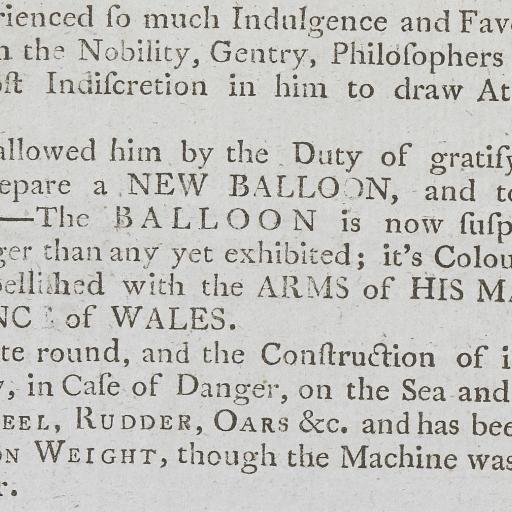 rienced ſo much Indulgence and Fav
n the Nobility, Gentry, Philoſophers
oſt Indiſcretion in him to draw At
allowed him by the Duty of gratify
epare a NEW BALLOON, and to
—The BALLOON is now ſuſp
ger than any yet exhibited; it's Colou
belliſhed with the ARMS of HIS MA
NC of WALES.
te round, and the Conſtruction of i
y, in Caſe of Danger, on the Sea and
EEL, RUDDER, OARS &c. and has bee
ON WEIGHT, though the Machine was
r.